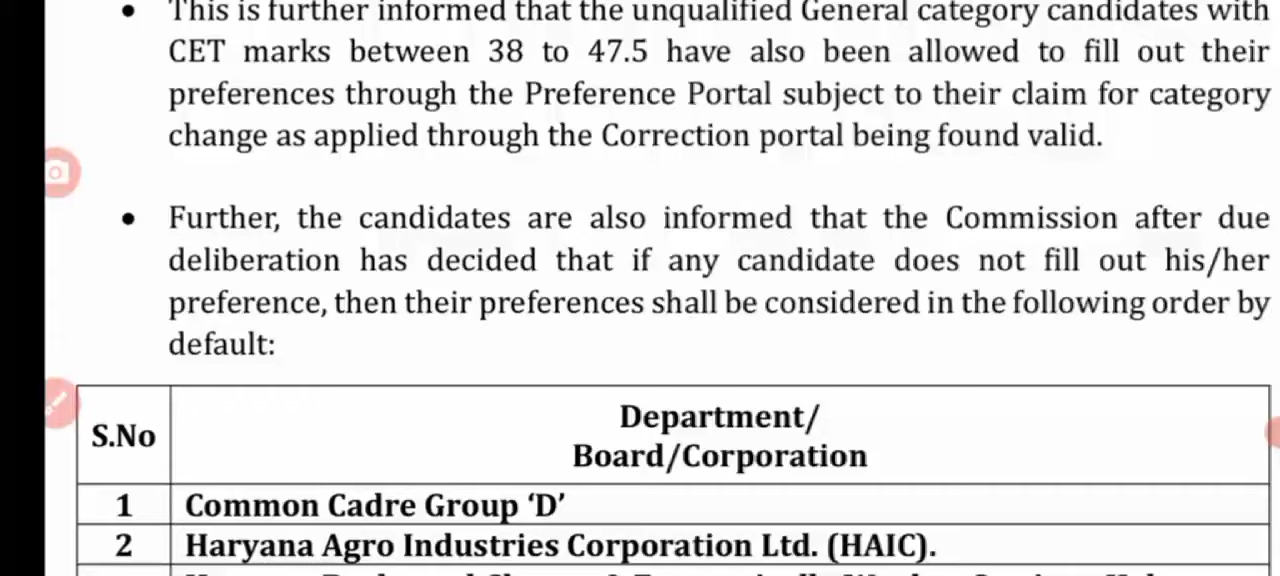 • This is further informed that the unqualified General category candidates with
CET marks between 38 to 47.5 have also been allowed to fill out their
preferences through the Preference Portal subject to their claim for category
change as applied through the Correction portal being found valid.
• Further, the candidates are also informed that the Commission after due
deliberation has decided that if any candidate does not fill out his/her
preference, then their preferences shall be considered in the following order by
default:
S.No
Department/
Board/Corporation
1 Common Cadre Group ‘D’
2 Haryana Agro Industries Corporation Ltd. (HAIC).